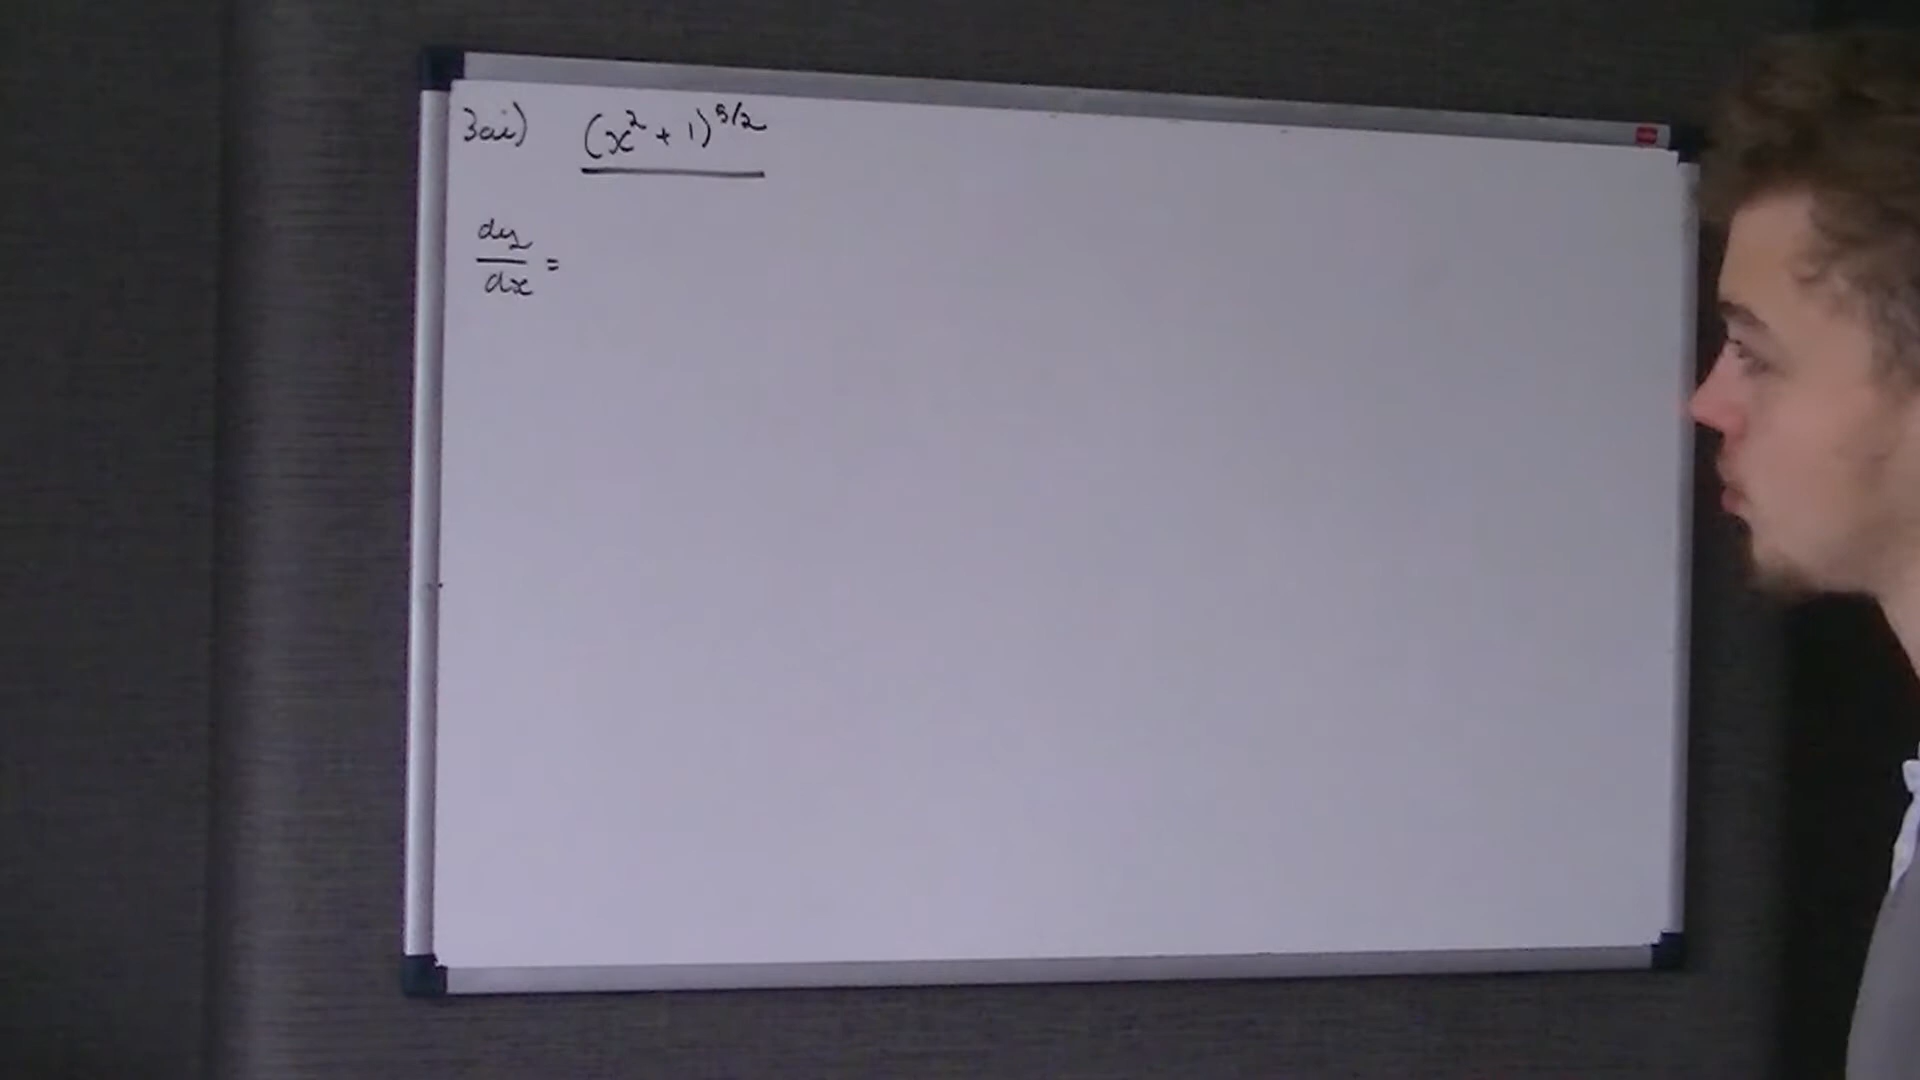 3ai) (x² + 1)^5/2
dy/dx =